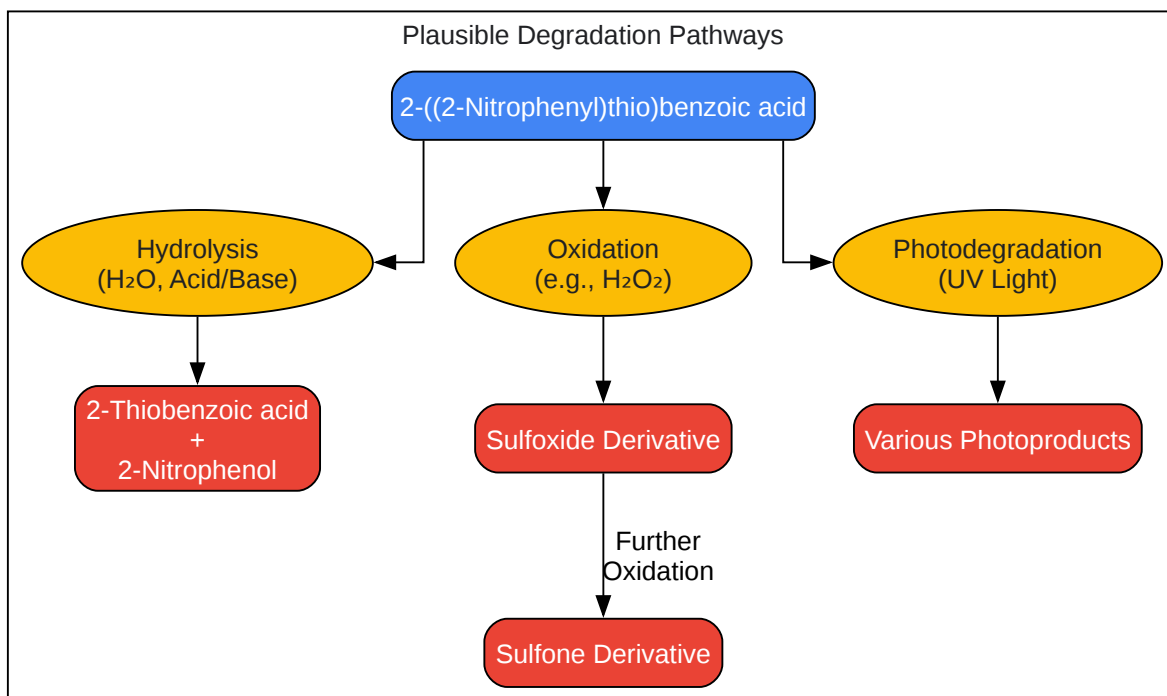 Plausible Degradation Pathways
2-((2-Nitrophenyl)thio)benzoic acid
Hydrolysis
(H₂O, Acid/Base)
Oxidation
(e.g., H₂O₂)
Photodegradation
(UV Light)
2-Thiobenzoic acid
+
2-Nitrophenol
Sulfoxide Derivative
Various Photoproducts
Further
Oxidation
Sulfone Derivative